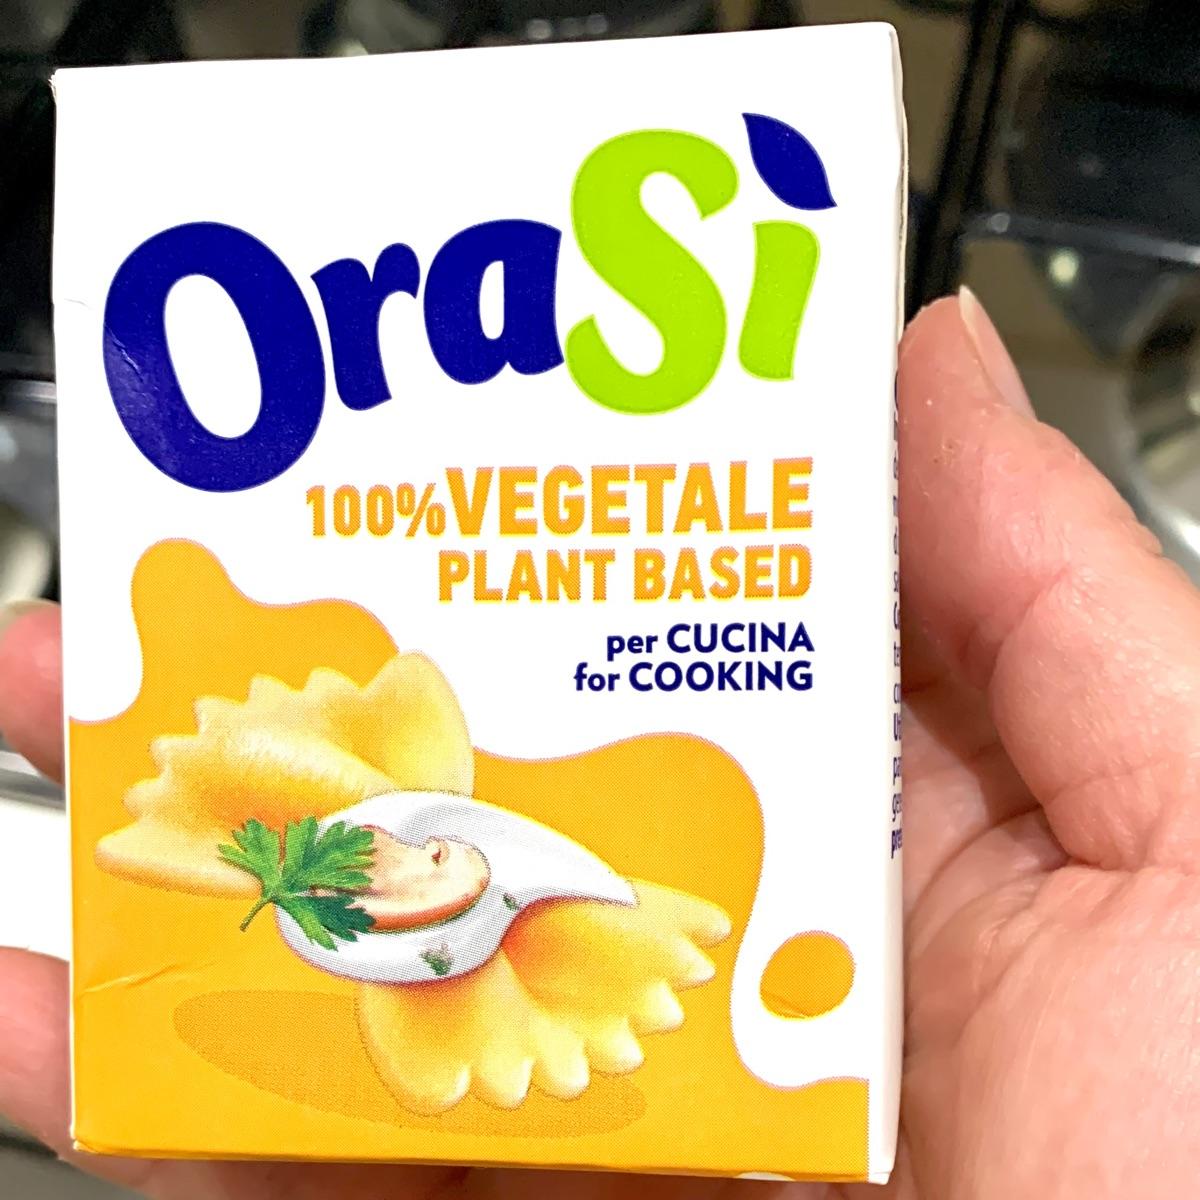 OraSì
100% VEGETALE
PLANT BASED
per CUCINA
for COOKING